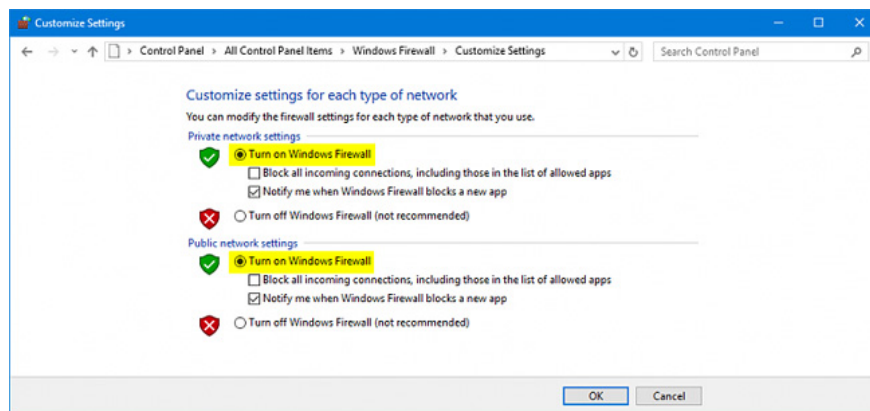 Customize Settings
Control Panel > All Control Panel Items > Windows Firewall > Customize Settings
Search Control Panel
Customize settings for each type of network
You can modify the firewall settings for each type of network that you use.
Private network settings
Turn on Windows Firewall
Block all incoming connections, including those in the list of allowed apps
Notify me when Windows Firewall blocks a new app
Turn off Windows Firewall (not recommended)
Public network settings
Turn on Windows Firewall
Block all incoming connections, including those in the list of allowed apps
Notify me when Windows Firewall blocks a new app
Turn off Windows Firewall (not recommended)
OK Cancel